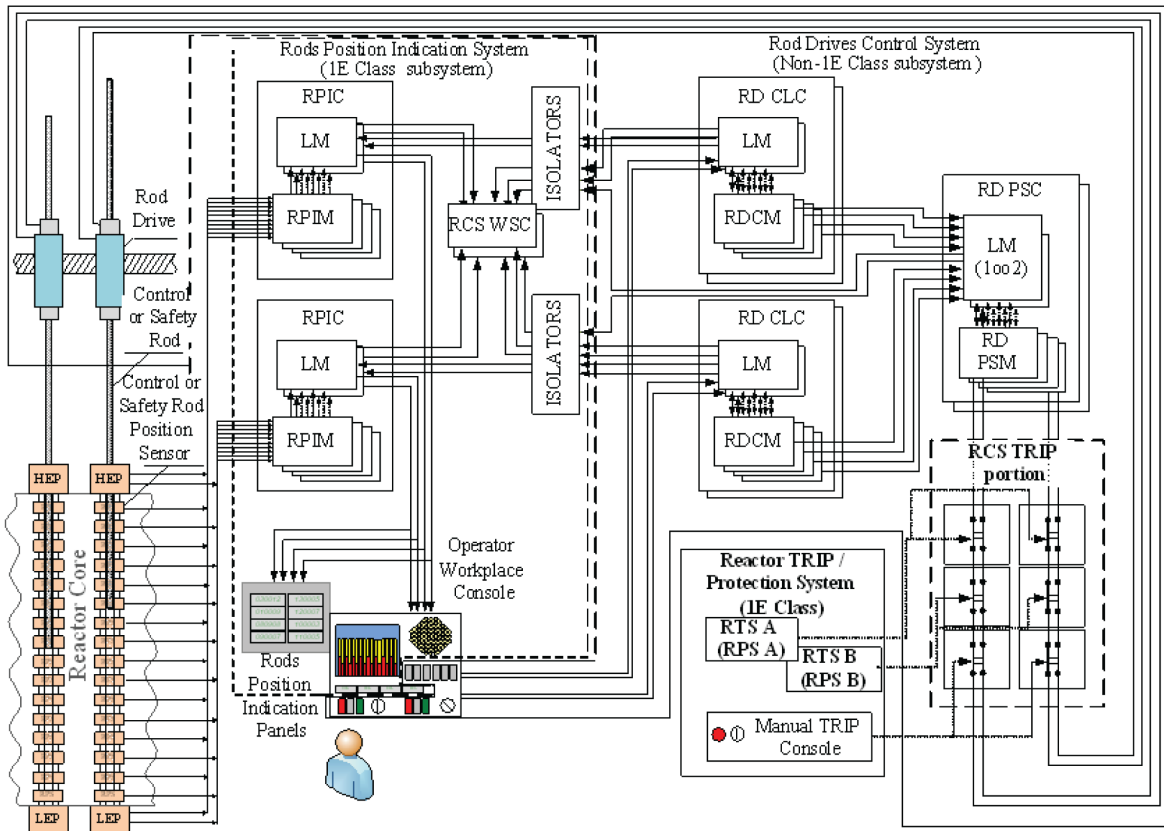 Rods Position Indication System
(1E Class subsystem)
Rod Drives Control System
(Non-1E Class subsystem)
RPIC
LM
RPIM
ISOLATORS
RCS WSC
RD CLC
LM
RDCM
RD PSC
LM
(1oo2)
RD
PSM
Rod
Drive
Control
or Safety
Rod
Control or
Safety Rod
Position
Sensor
RPIC
LM
RPIM
ISOLATORS
RD CLC
LM
RDCM
HEP
HEP
Reactor Core
LEP
LEP
RCS TRIP
portion
Operator
Workplace
Console
Rods
Position
Indication
Panels
Reactor TRIP /
Protection System
(1E Class)
RTS A
(RPS A)
RTS B
(RPS B)
Manual TRIP
Console